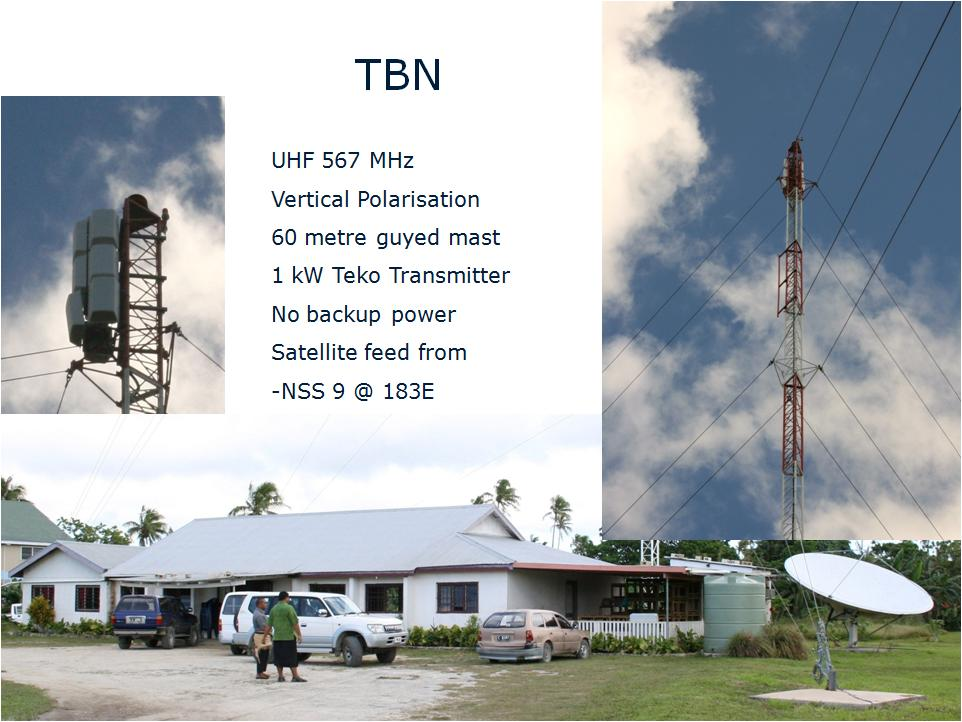 TBN
UHF 567 MHz
Vertical Polarisation
60 metre guyed mast
1 kW Teko Transmitter
No backup power
Satellite feed from
-NSS 9 @ 183E